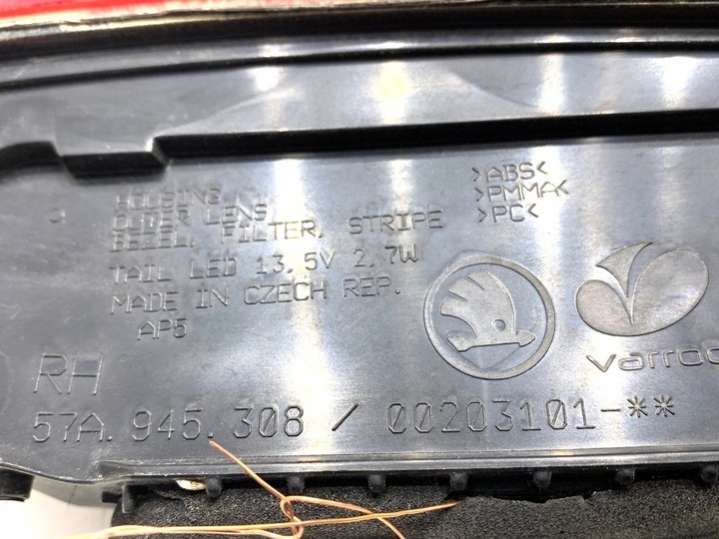 HOUSING,
OUTER LENS,
BEZEL, FILTER, STRIPE
>ABS<
>PMMA<
>PC<
TAIL LED 13,5V 2,7W
MADE IN CZECH REP.
AP5
RH
57A.945.308 / 00203101-**